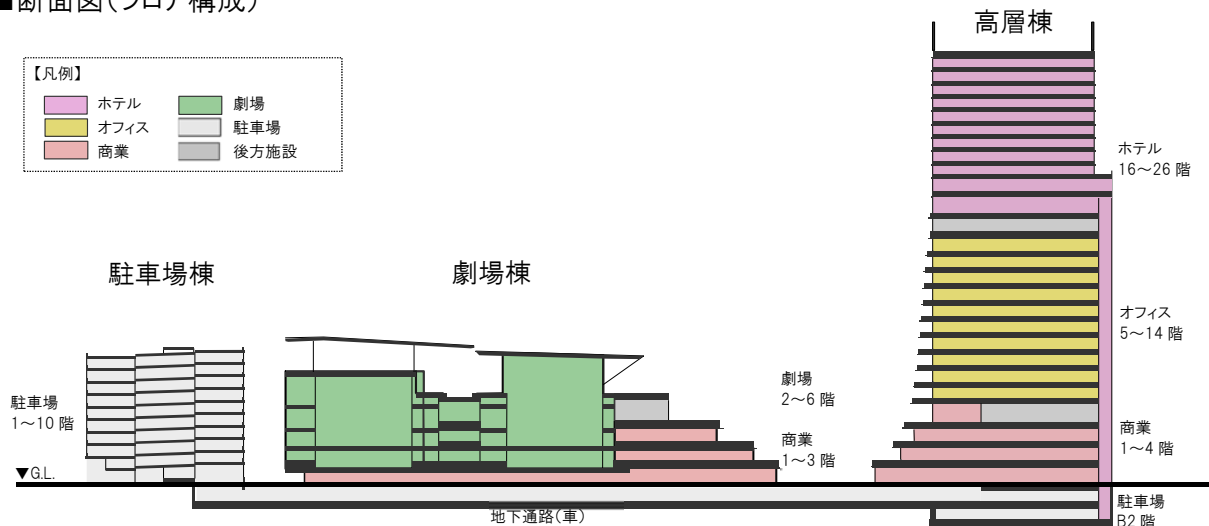 ■断面図(フロア構成)
高層棟
【凡例】
ホテル
劇場
オフィス
駐車場
商業
後方施設
ホテル
16～26 階
駐車場棟
劇場棟
オフィス
5～14 階
劇場
2～6 階
駐車場
1～10 階
商業
1～3 階
商業
1～4 階
▼G.L.
地下通路(車)
駐車場
B2 階